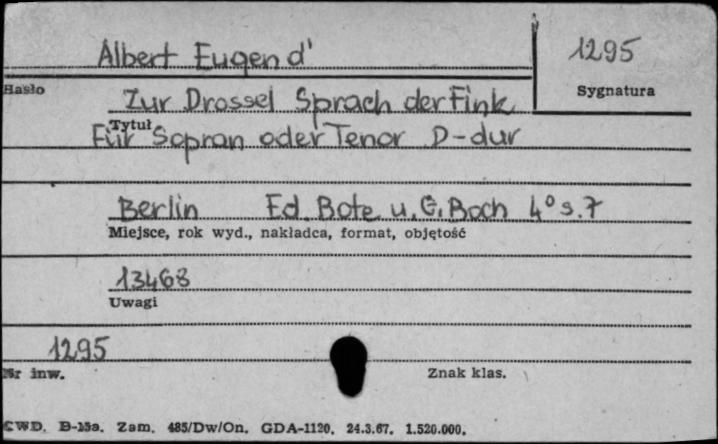 Albert Eugen d' 1295
Hasło Sygnatura
Zur Drossel Sprach der Fink
Tytuł
Für Sopran oder Tenor D-dur
Berlin Ed. Bote u. G. Boch 4° s. 7
Miejsce, rok wyd., nakładca, format, objętość
13468
Uwagi
1295
Nr inw. Znak klas.
CWD. D-15a. Zam. 485/Dw/On. GDA-1120. 24.3.67. 1.520.000.